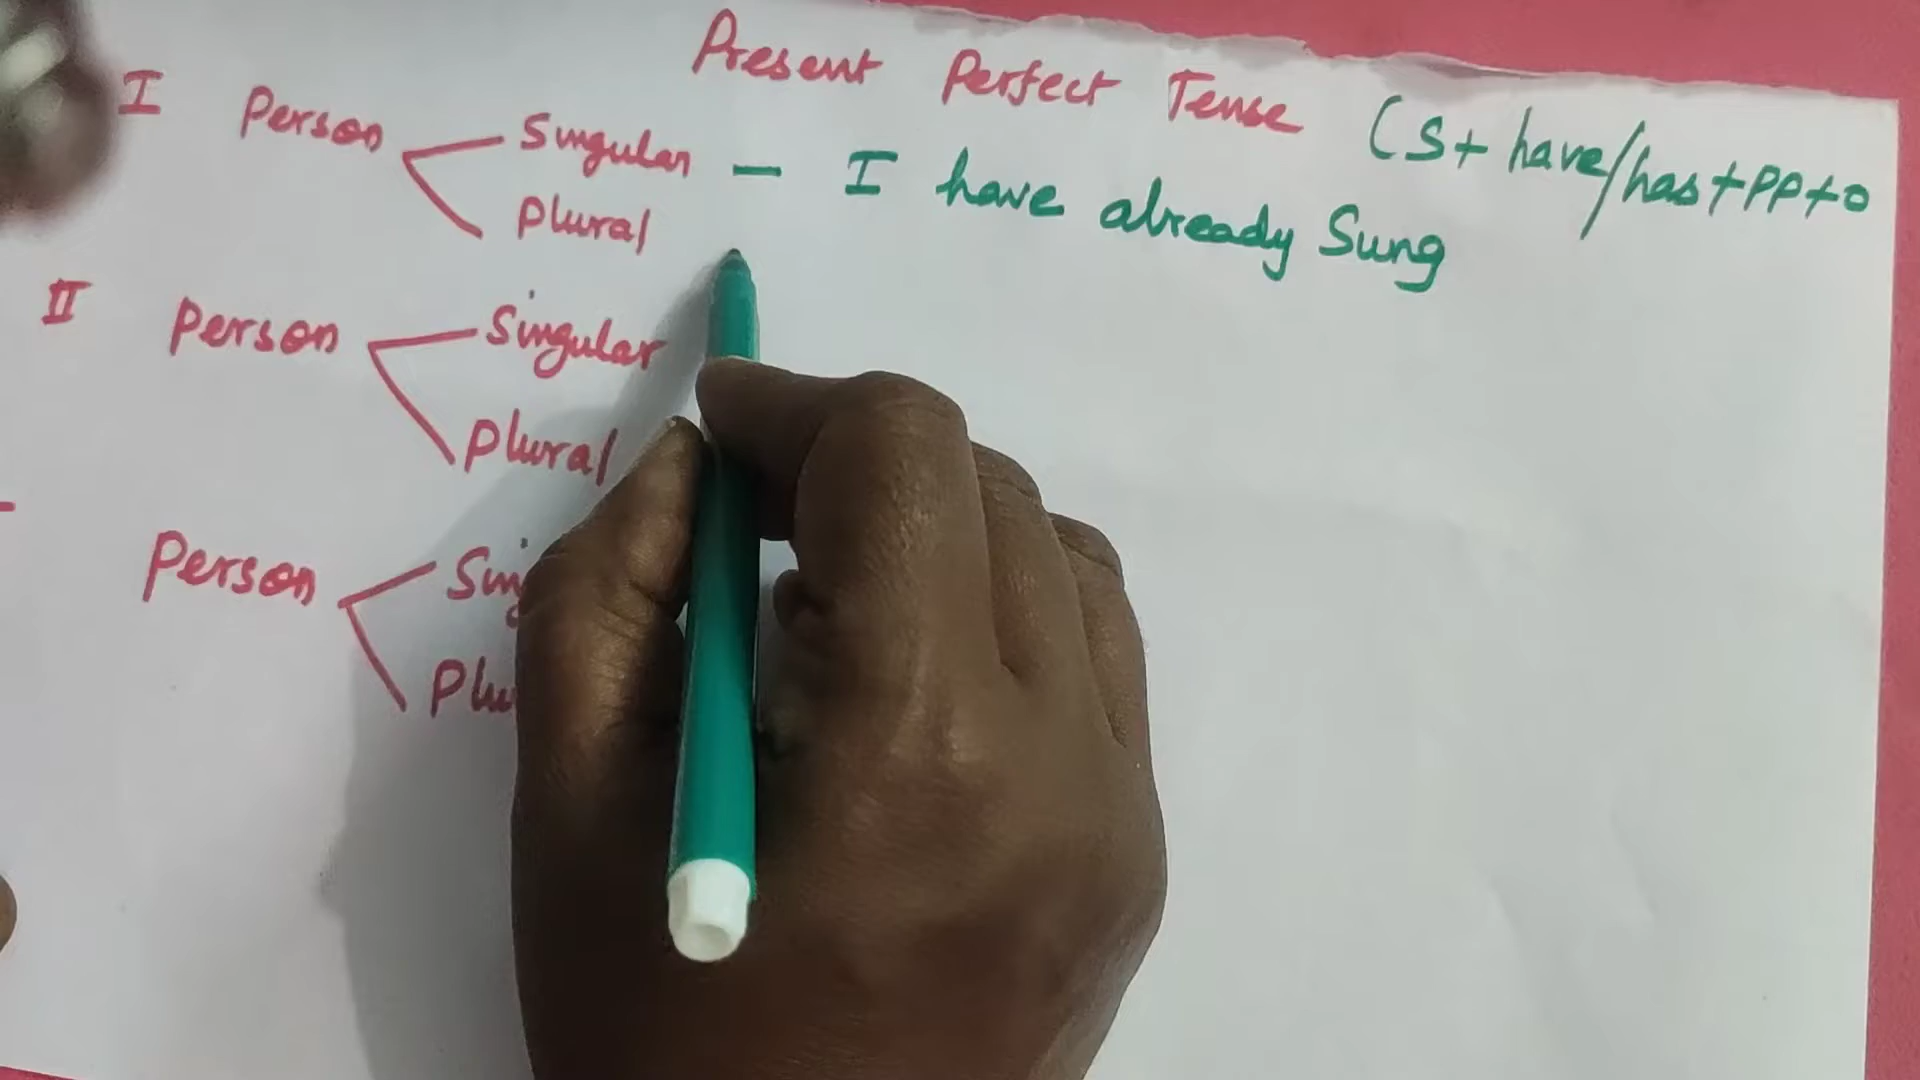 Present Perfect Tense (S+ have/has+PP+O
I Person Singular - I have already Sung
Plural
II Person Singular
Plural
Person